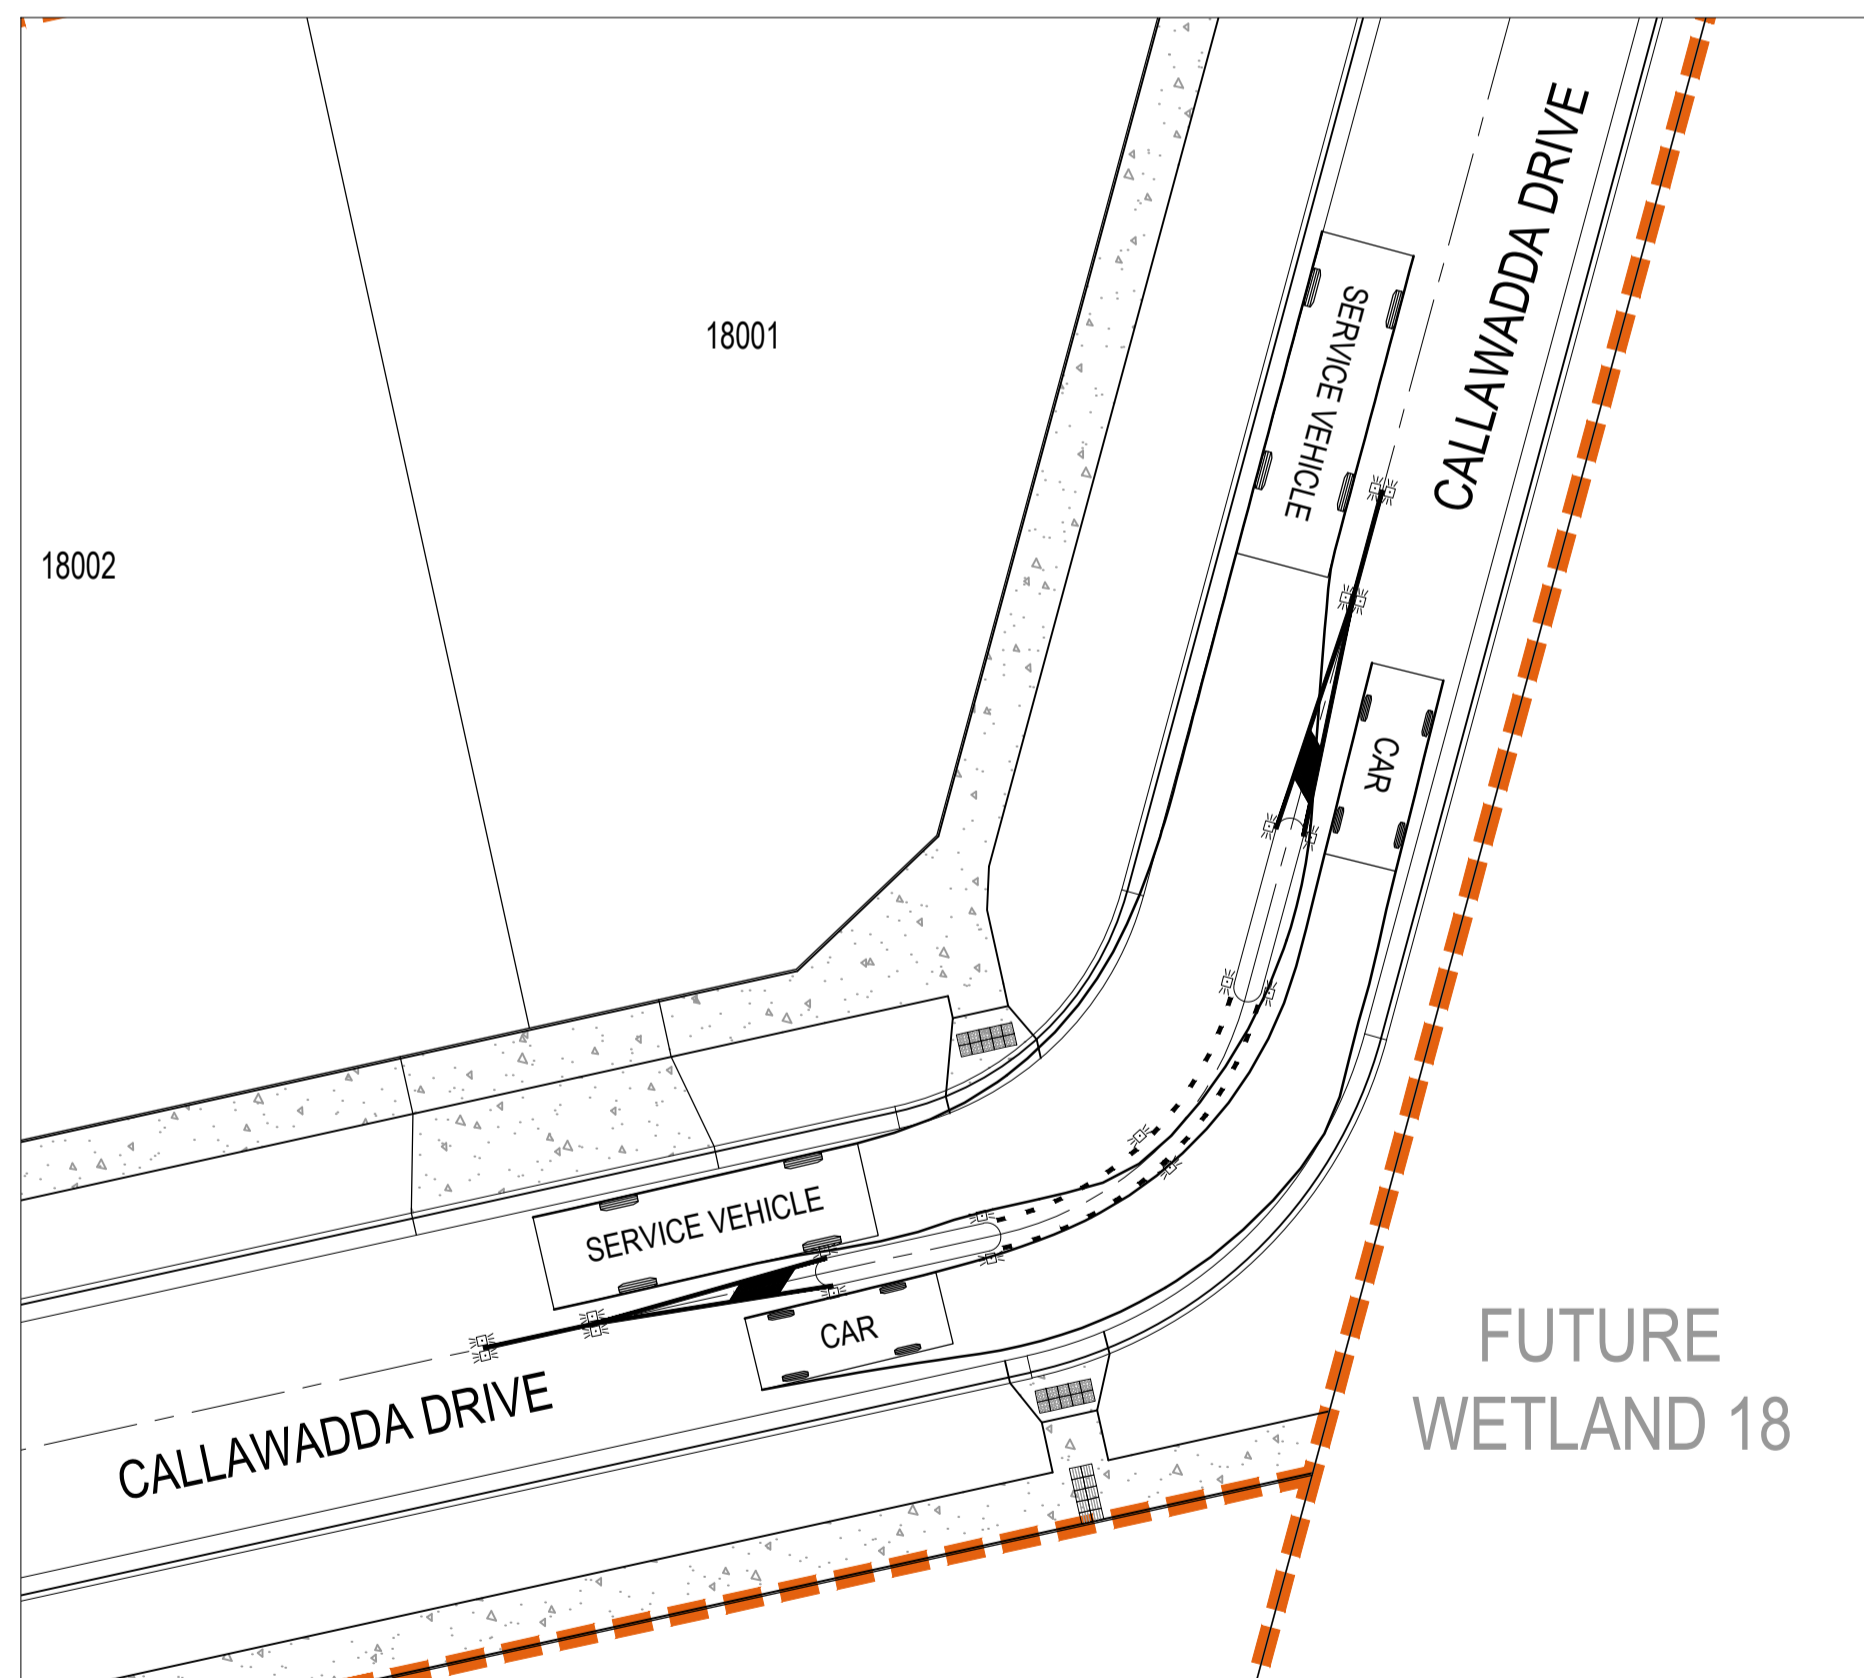 CALLAWADDA DRIVE
SERVICE VEHICLE
18001
18002
CAR
SERVICE VEHICLE
CAR
CALLAWADDA DRIVE
FUTURE
WETLAND 18